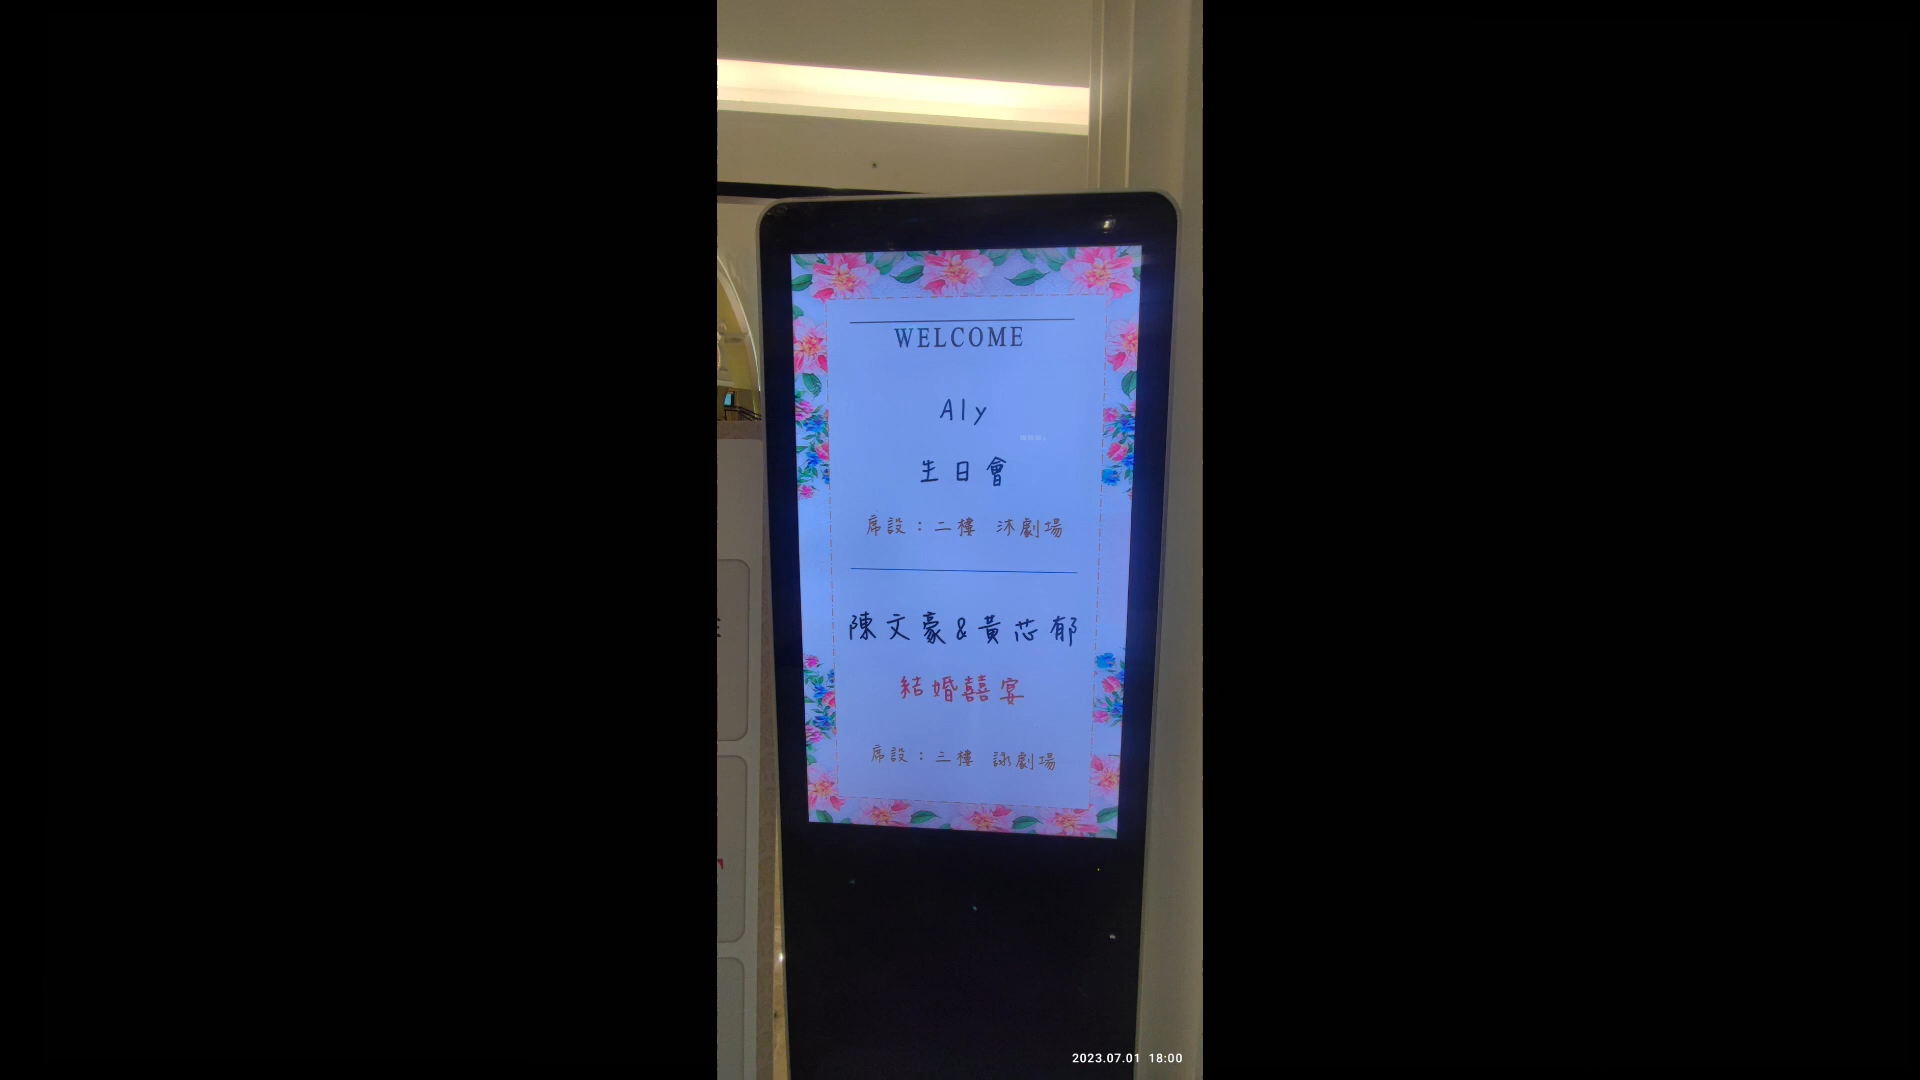 WELCOME
Aly
生日會
席設：二樓 沐劇場
陳文豪&黃芯郁
結婚囍宴
席設：三樓 詠劇場
2023.07.01 18:00